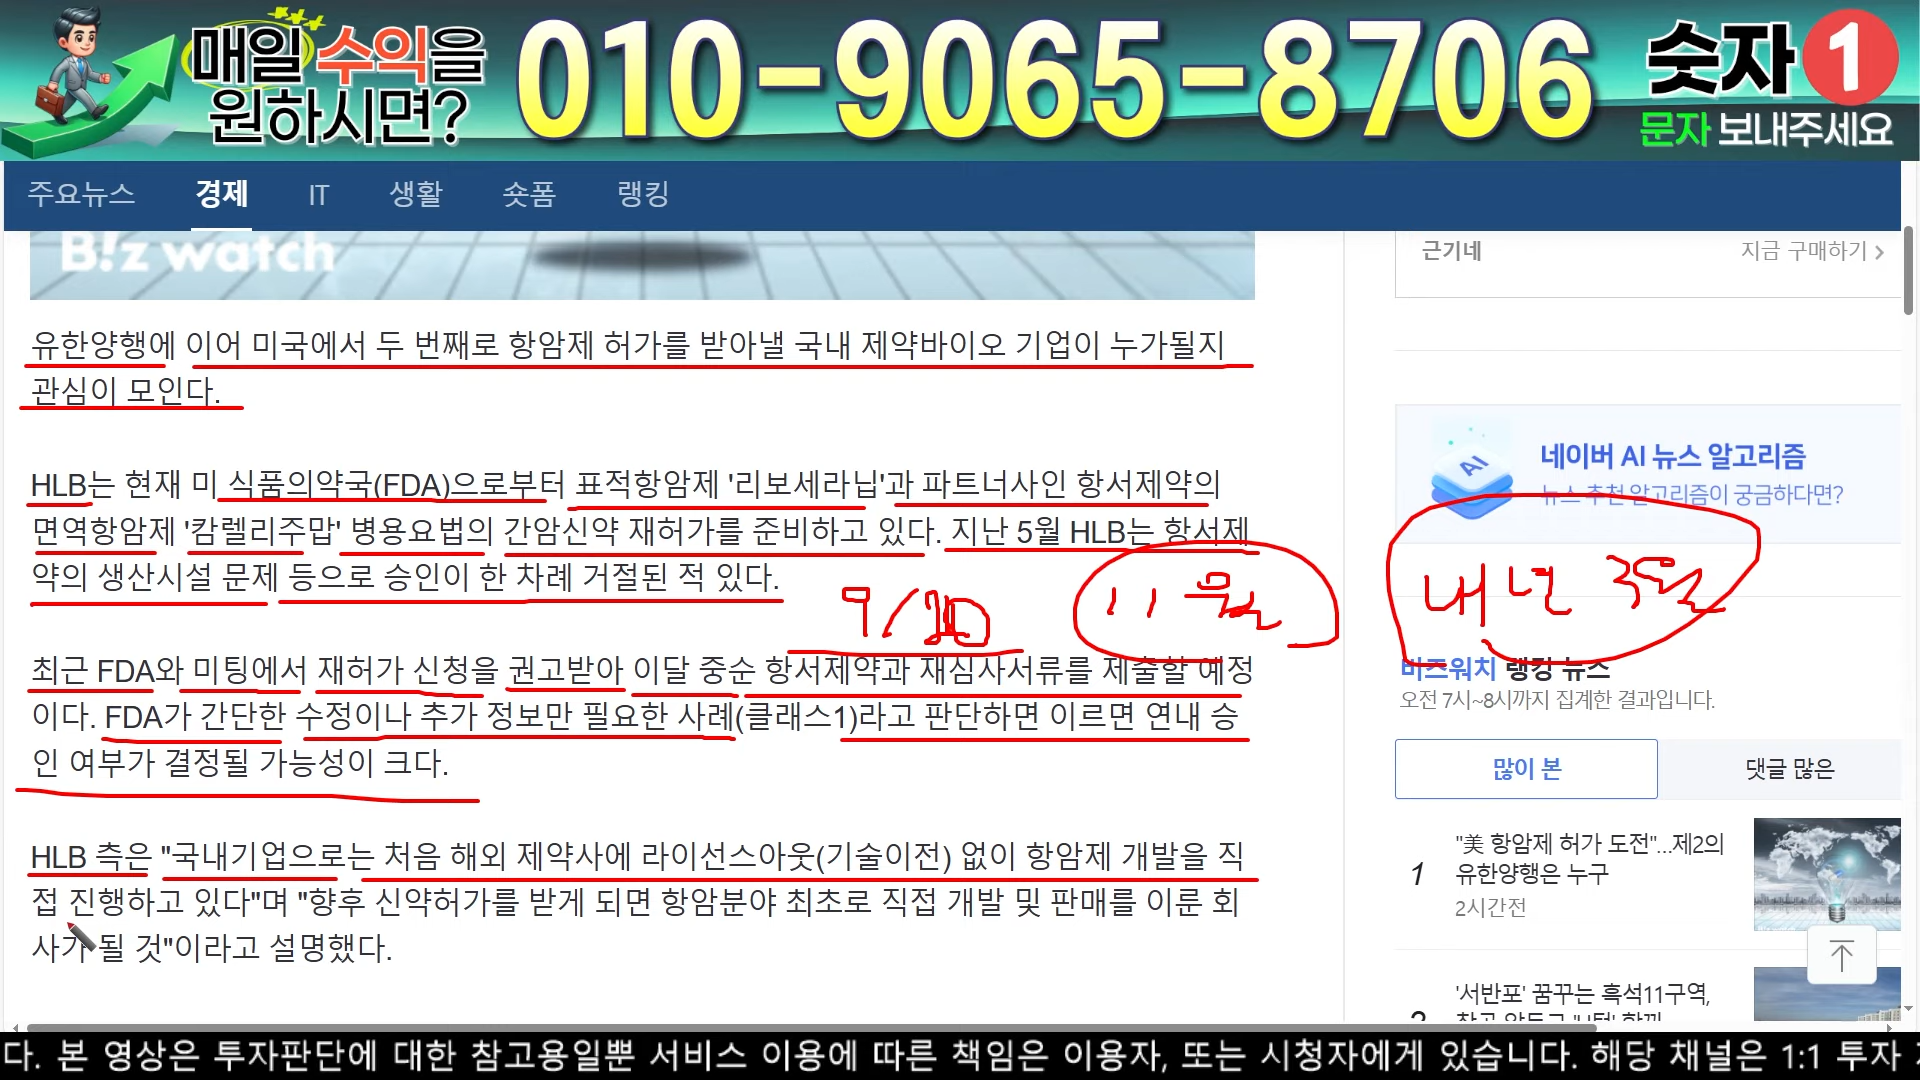 매일 수익을
원하시면?
010-9065-8706
숫자 1
문자 보내주세요
주요뉴스 경제 IT 생활 숏폼 랭킹
B!z watch
근기네 지금 구매하기
유한양행에 이어 미국에서 두 번째로 항암제 허가를 받아낼 국내 제약바이오 기업이 누가될지
관심이 모인다.
HLB는 현재 미 식품의약국(FDA)으로부터 표적항암제 '리보세라닙'과 파트너사인 항서제약의
면역항암제 '캄렐리주맙' 병용요법의 간암신약 재허가를 준비하고 있다. 지난 5월 HLB는 항서제
약의 생산시설 문제 등으로 승인이 한 차례 거절된 적 있다.
11월
내년 3월
최근 FDA와 미팅에서 재허가 신청을 권고받아 이달 중순 항서제약과 재심사서류를 제출할 예정
이다. FDA가 간단한 수정이나 추가 정보만 필요한 사례(클래스1)라고 판단하면 이르면 연내 승
인 여부가 결정될 가능성이 크다.
HLB 측은 "국내기업으로는 처음 해외 제약사에 라이선스아웃(기술이전) 없이 항암제 개발을 직
접 진행하고 있다"며 "향후 신약허가를 받게 되면 항암분야 최초로 직접 개발 및 판매를 이룬 회
사가 될 것"이라고 설명했다.
AI
네이버 AI 뉴스 알고리즘
뉴스 추천 알고리즘이 궁금하다면?
비즈워치 랭킹 뉴스
오전 7시~8시까지 집계한 결과입니다.
많이 본 댓글 많은
1 "美 항암제 허가 도전"...제2의
유한양행은 누구
2시간전
'서반포' 꿈꾸는 흑석11구역,
다. 본 영상은 투자판단에 대한 참고용일뿐 서비스 이용에 따른 책임은 이용자, 또는 시청자에게 있습니다. 해당 채널은 1:1 투자